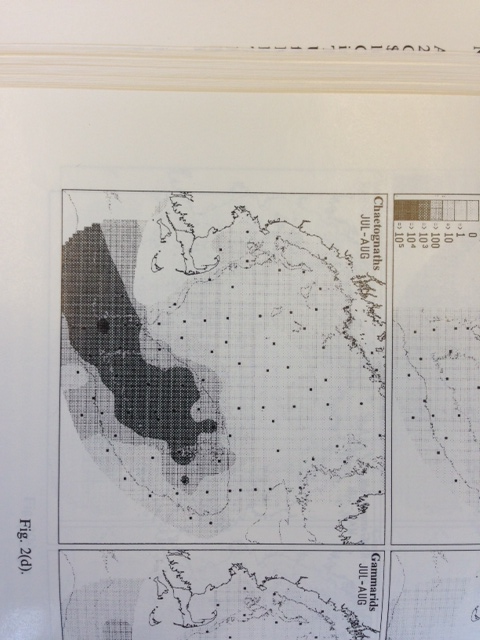 Chaetognaths
JUL-AUG
0
> 1
> 10
> 100
> 10³
> 10⁴
> 10⁵
Gammarids
JUL-AUG
Fig. 2(d).